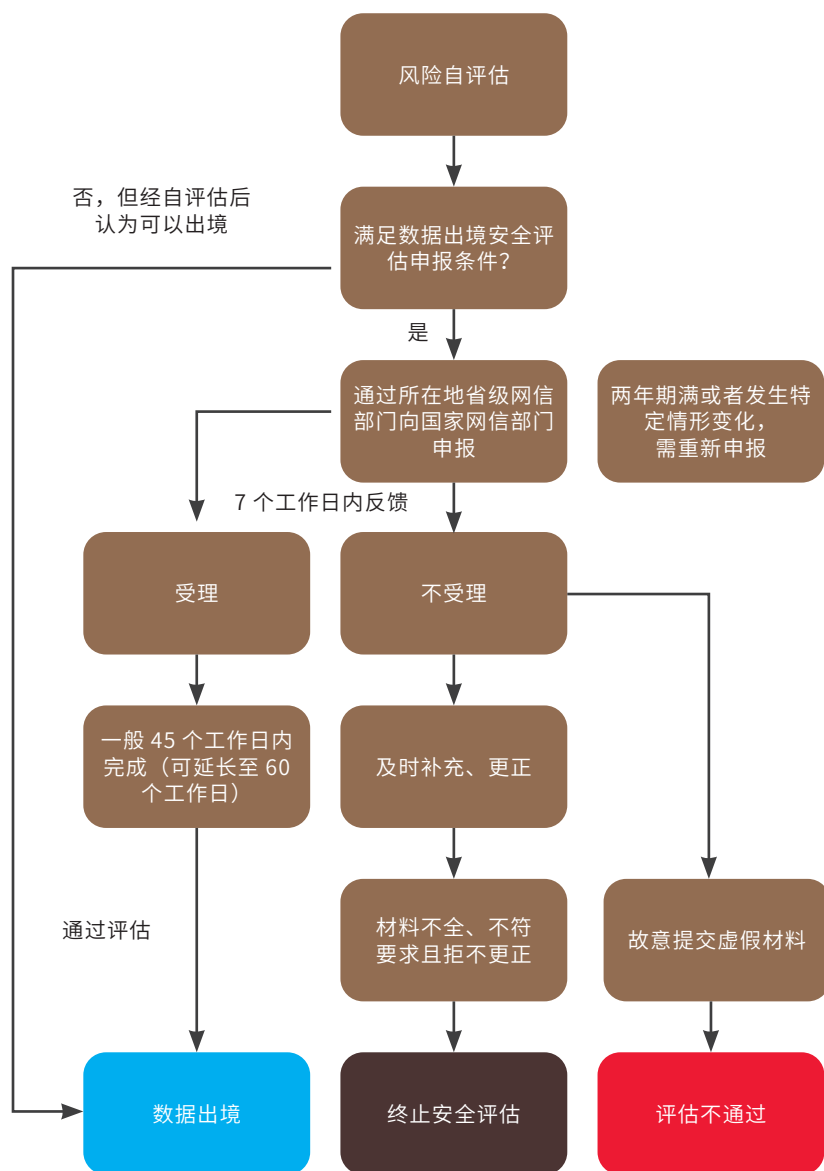 风险自评估
否，但经自评估后
认为可以出境
满足数据出境安全评
估申报条件？
是
通过所在地省级网信
部门向国家网信部门
申报
两年期满或者发生特
定情形变化，
需重新申报
7 个工作日内反馈
受理
不受理
一般 45 个工作日内
完成（可延长至 60
个工作日）
及时补充、更正
通过评估
材料不全、不符
要求且拒不更正
故意提交虚假材料
数据出境
终止安全评估
评估不通过